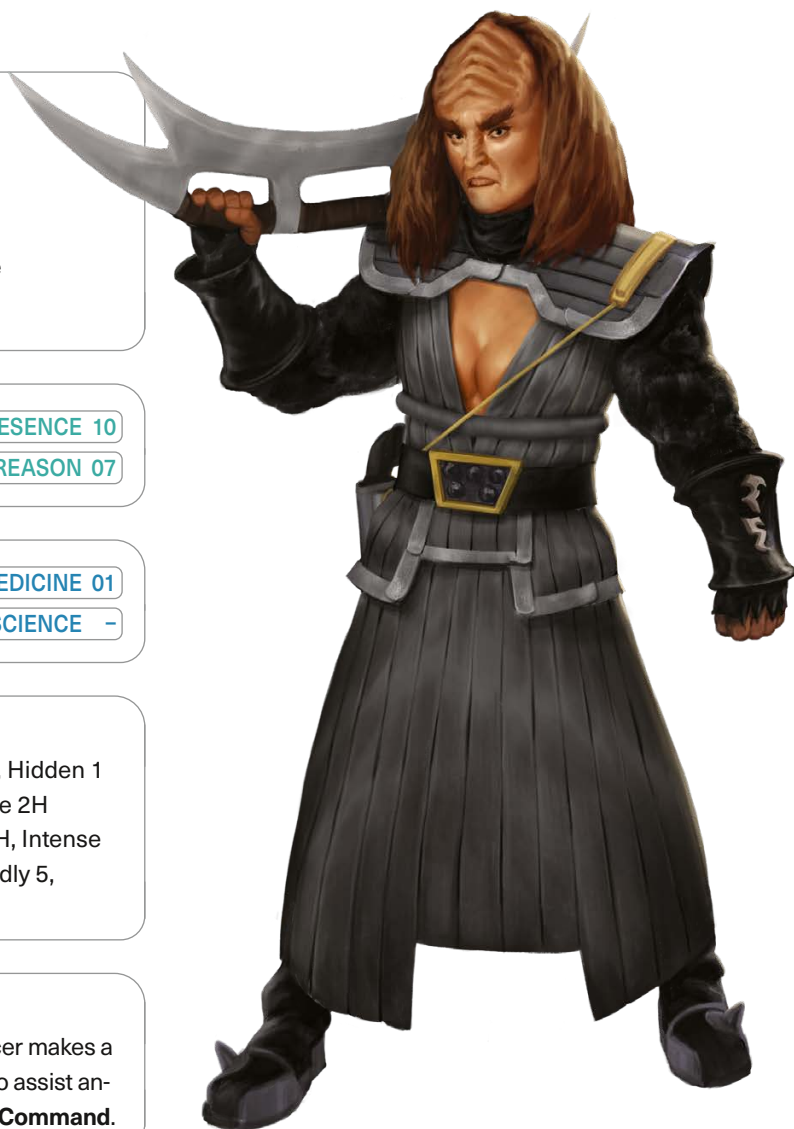 e
ESENCE 10
REASON 07
EDICINE 01
SCIENCE –
Hidden 1
e 2H
H, Intense
dly 5,
cer makes a
o assist an-
Command.